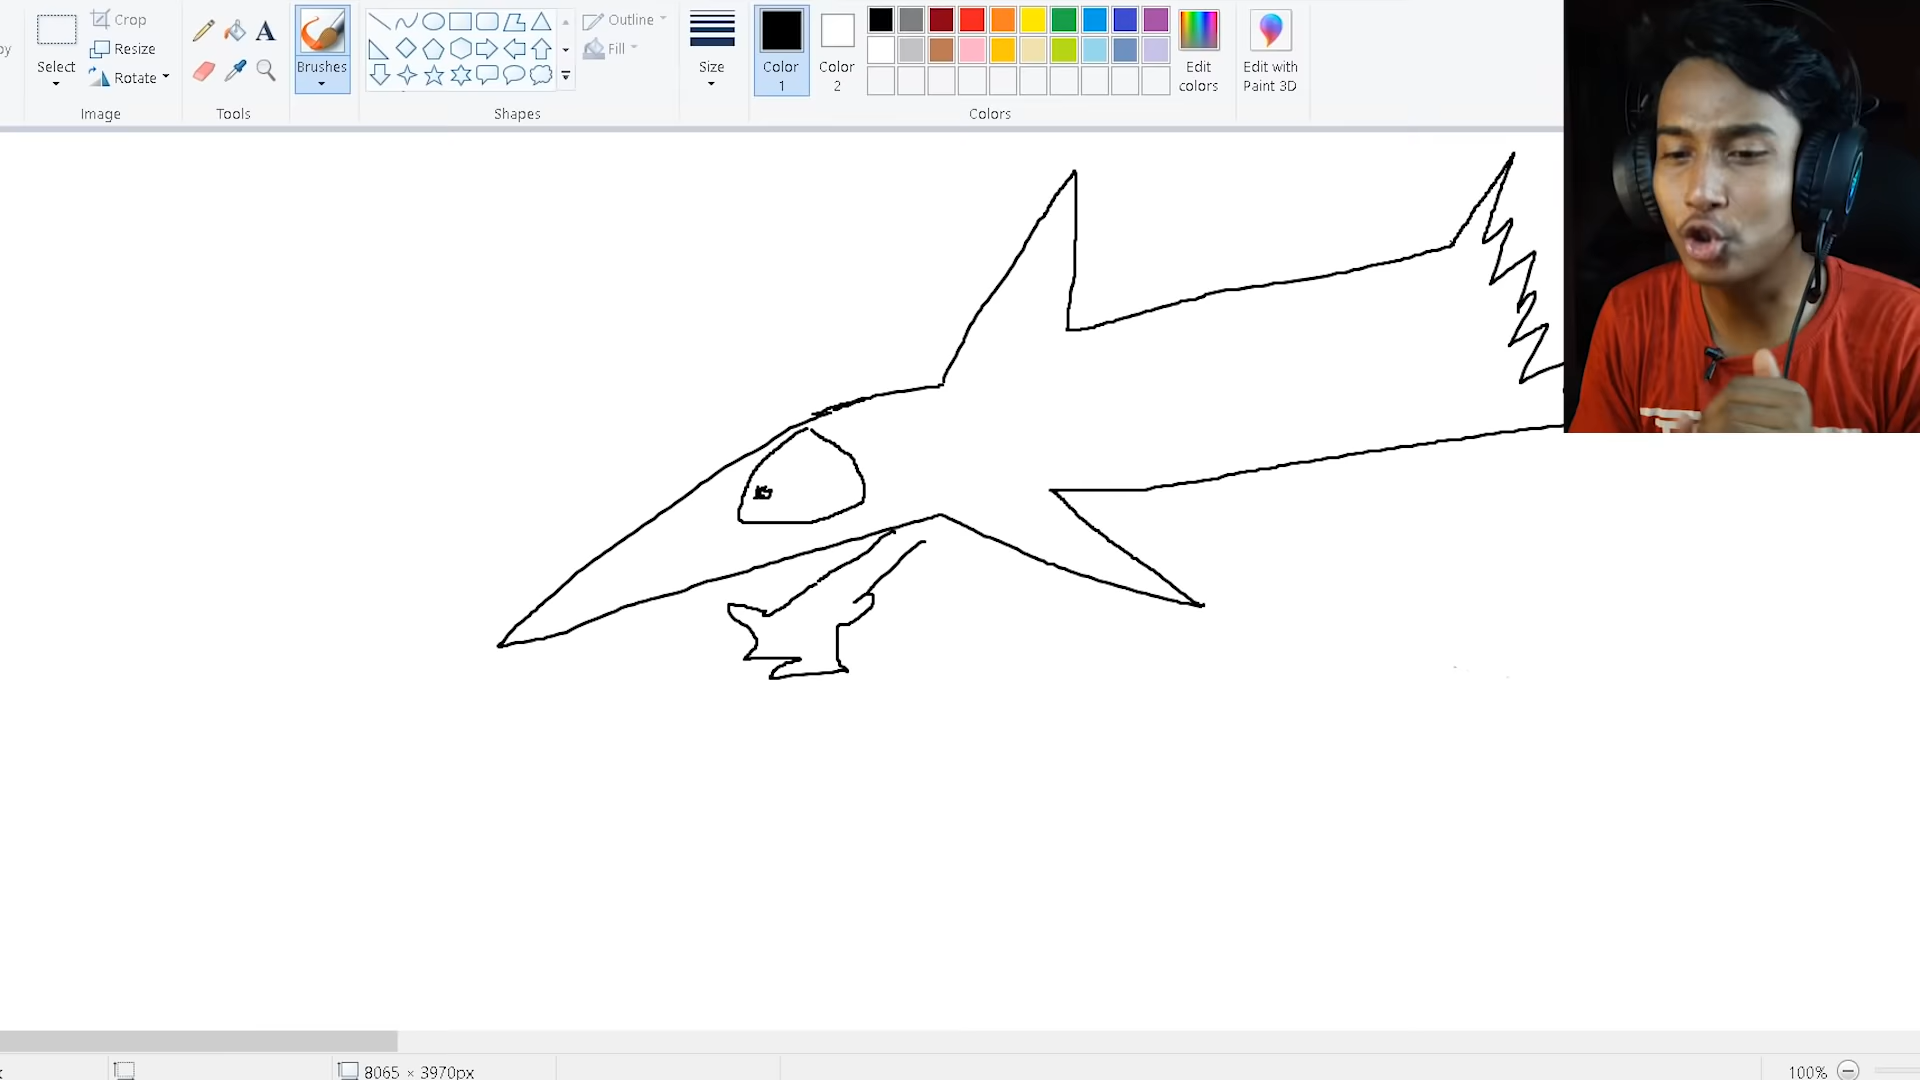 Crop
Resize
Rotate
Select
Image
Tools
A
Brushes
Outline
Fill
Shapes
Size
Color 1
Color 2
Colors
Edit colors
Edit with Paint 3D
8065 × 3970px
100%